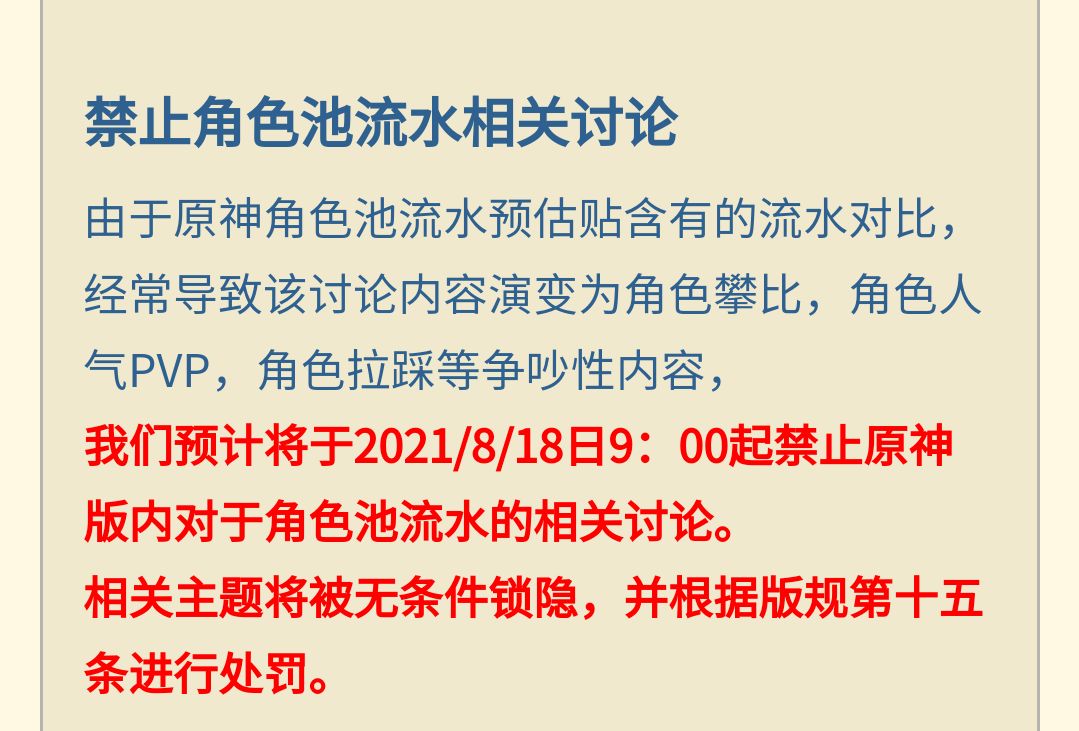 禁止角色池流水相关讨论
由于原神角色池流水预估贴含有的流水对比，
经常导致该讨论内容演变为角色攀比，角色人
气PVP，角色拉踩等争吵性内容，
我们预计将于2021/8/18日9：00起禁止原神
版内对于角色池流水的相关讨论。
相关主题将被无条件锁隐，并根据版规第十五
条进行处罚。